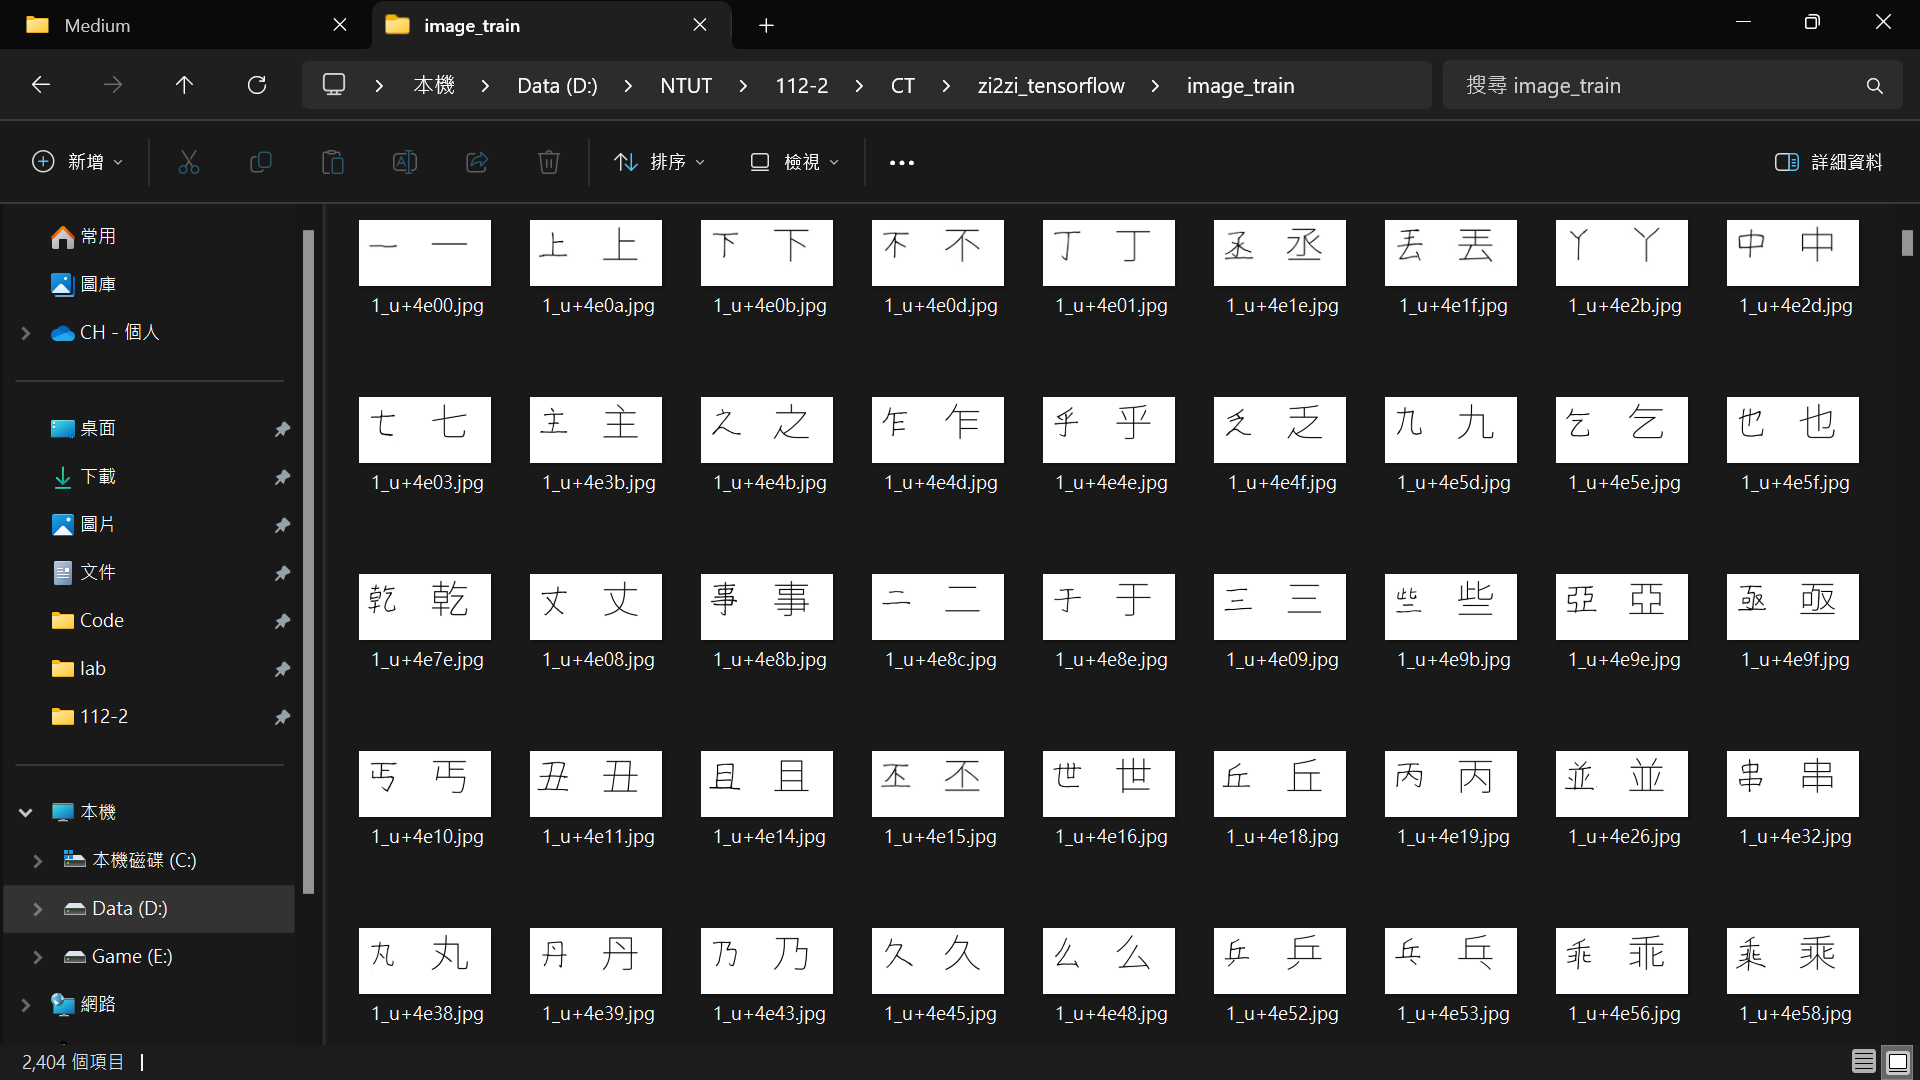 Medium
image_train
本機 Data (D:) NTUT 112-2 CT zi2zi_tensorflow image_train
搜尋 image_train
新增 排序 檢視 詳細資料
常用
圖庫
CH - 個人
桌面
下載
圖片
文件
Code
lab
112-2
本機
本機磁碟 (C:)
Data (D:)
Game (E:)
網路
一 一 上 上 下 下 不 不 丁 丁 丞 丞 丟 丟 丫 丫 中 中
1_u+4e00.jpg 1_u+4e0a.jpg 1_u+4e0b.jpg 1_u+4e0d.jpg 1_u+4e01.jpg 1_u+4e1e.jpg 1_u+4e1f.jpg 1_u+4e2b.jpg 1_u+4e2d.jpg
七 七 主 主 之 之 乍 乍 乎 乎 乏 乏 九 九 乞 乞 也 也
1_u+4e03.jpg 1_u+4e3b.jpg 1_u+4e4b.jpg 1_u+4e4d.jpg 1_u+4e4e.jpg 1_u+4e4f.jpg 1_u+4e5d.jpg 1_u+4e5e.jpg 1_u+4e5f.jpg
乾 乾 丈 丈 事 事 二 二 于 于 三 三 些 些 亞 亞 亟 亟
1_u+4e7e.jpg 1_u+4e08.jpg 1_u+4e8b.jpg 1_u+4e8c.jpg 1_u+4e8e.jpg 1_u+4e09.jpg 1_u+4e9b.jpg 1_u+4e9e.jpg 1_u+4e9f.jpg
丐 丐 丑 丑 且 且 丕 丕 世 世 丘 丘 丙 丙 並 並 串 串
1_u+4e10.jpg 1_u+4e11.jpg 1_u+4e14.jpg 1_u+4e15.jpg 1_u+4e16.jpg 1_u+4e18.jpg 1_u+4e19.jpg 1_u+4e26.jpg 1_u+4e32.jpg
丸 丸 丹 丹 乃 乃 久 久 么 么 乒 乒 乓 乓 乖 乖 乘 乘
1_u+4e38.jpg 1_u+4e39.jpg 1_u+4e43.jpg 1_u+4e45.jpg 1_u+4e48.jpg 1_u+4e52.jpg 1_u+4e53.jpg 1_u+4e56.jpg 1_u+4e58.jpg
2,404 個項目